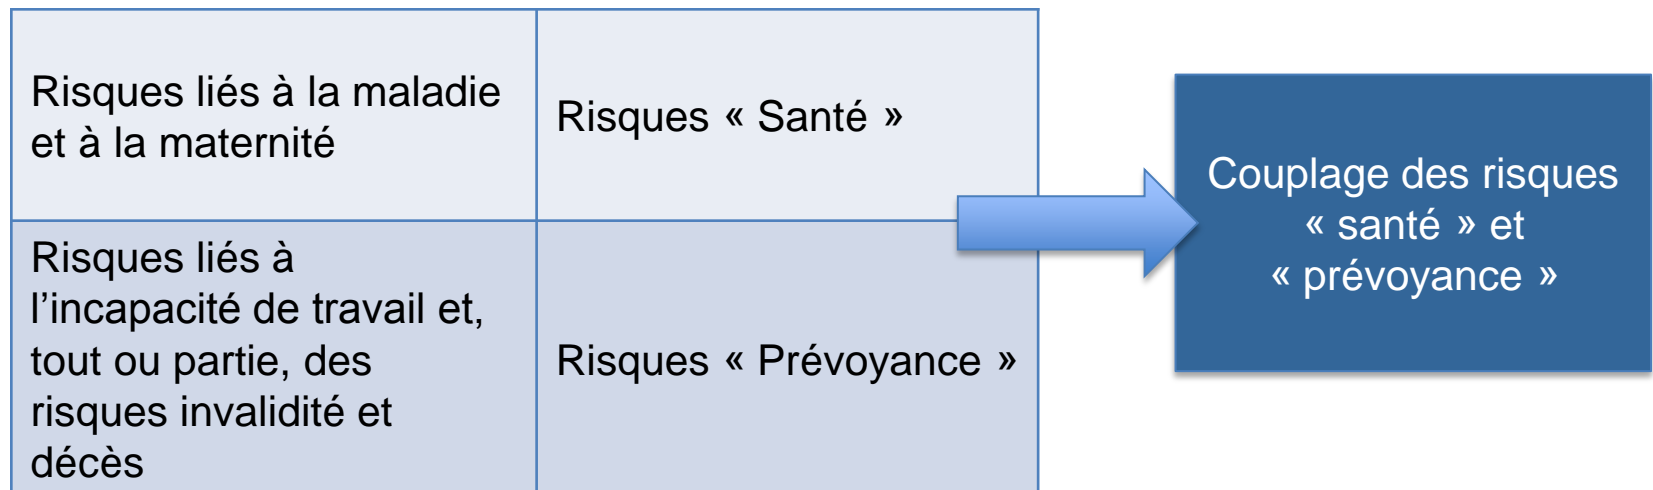 Risques liés à la maladie
et à la maternité
Risques « Santé »
Risques liés à
l’incapacité de travail et,
tout ou partie, des
risques invalidité et
décès
Risques « Prévoyance »
Couplage des risques
« santé » et
« prévoyance »